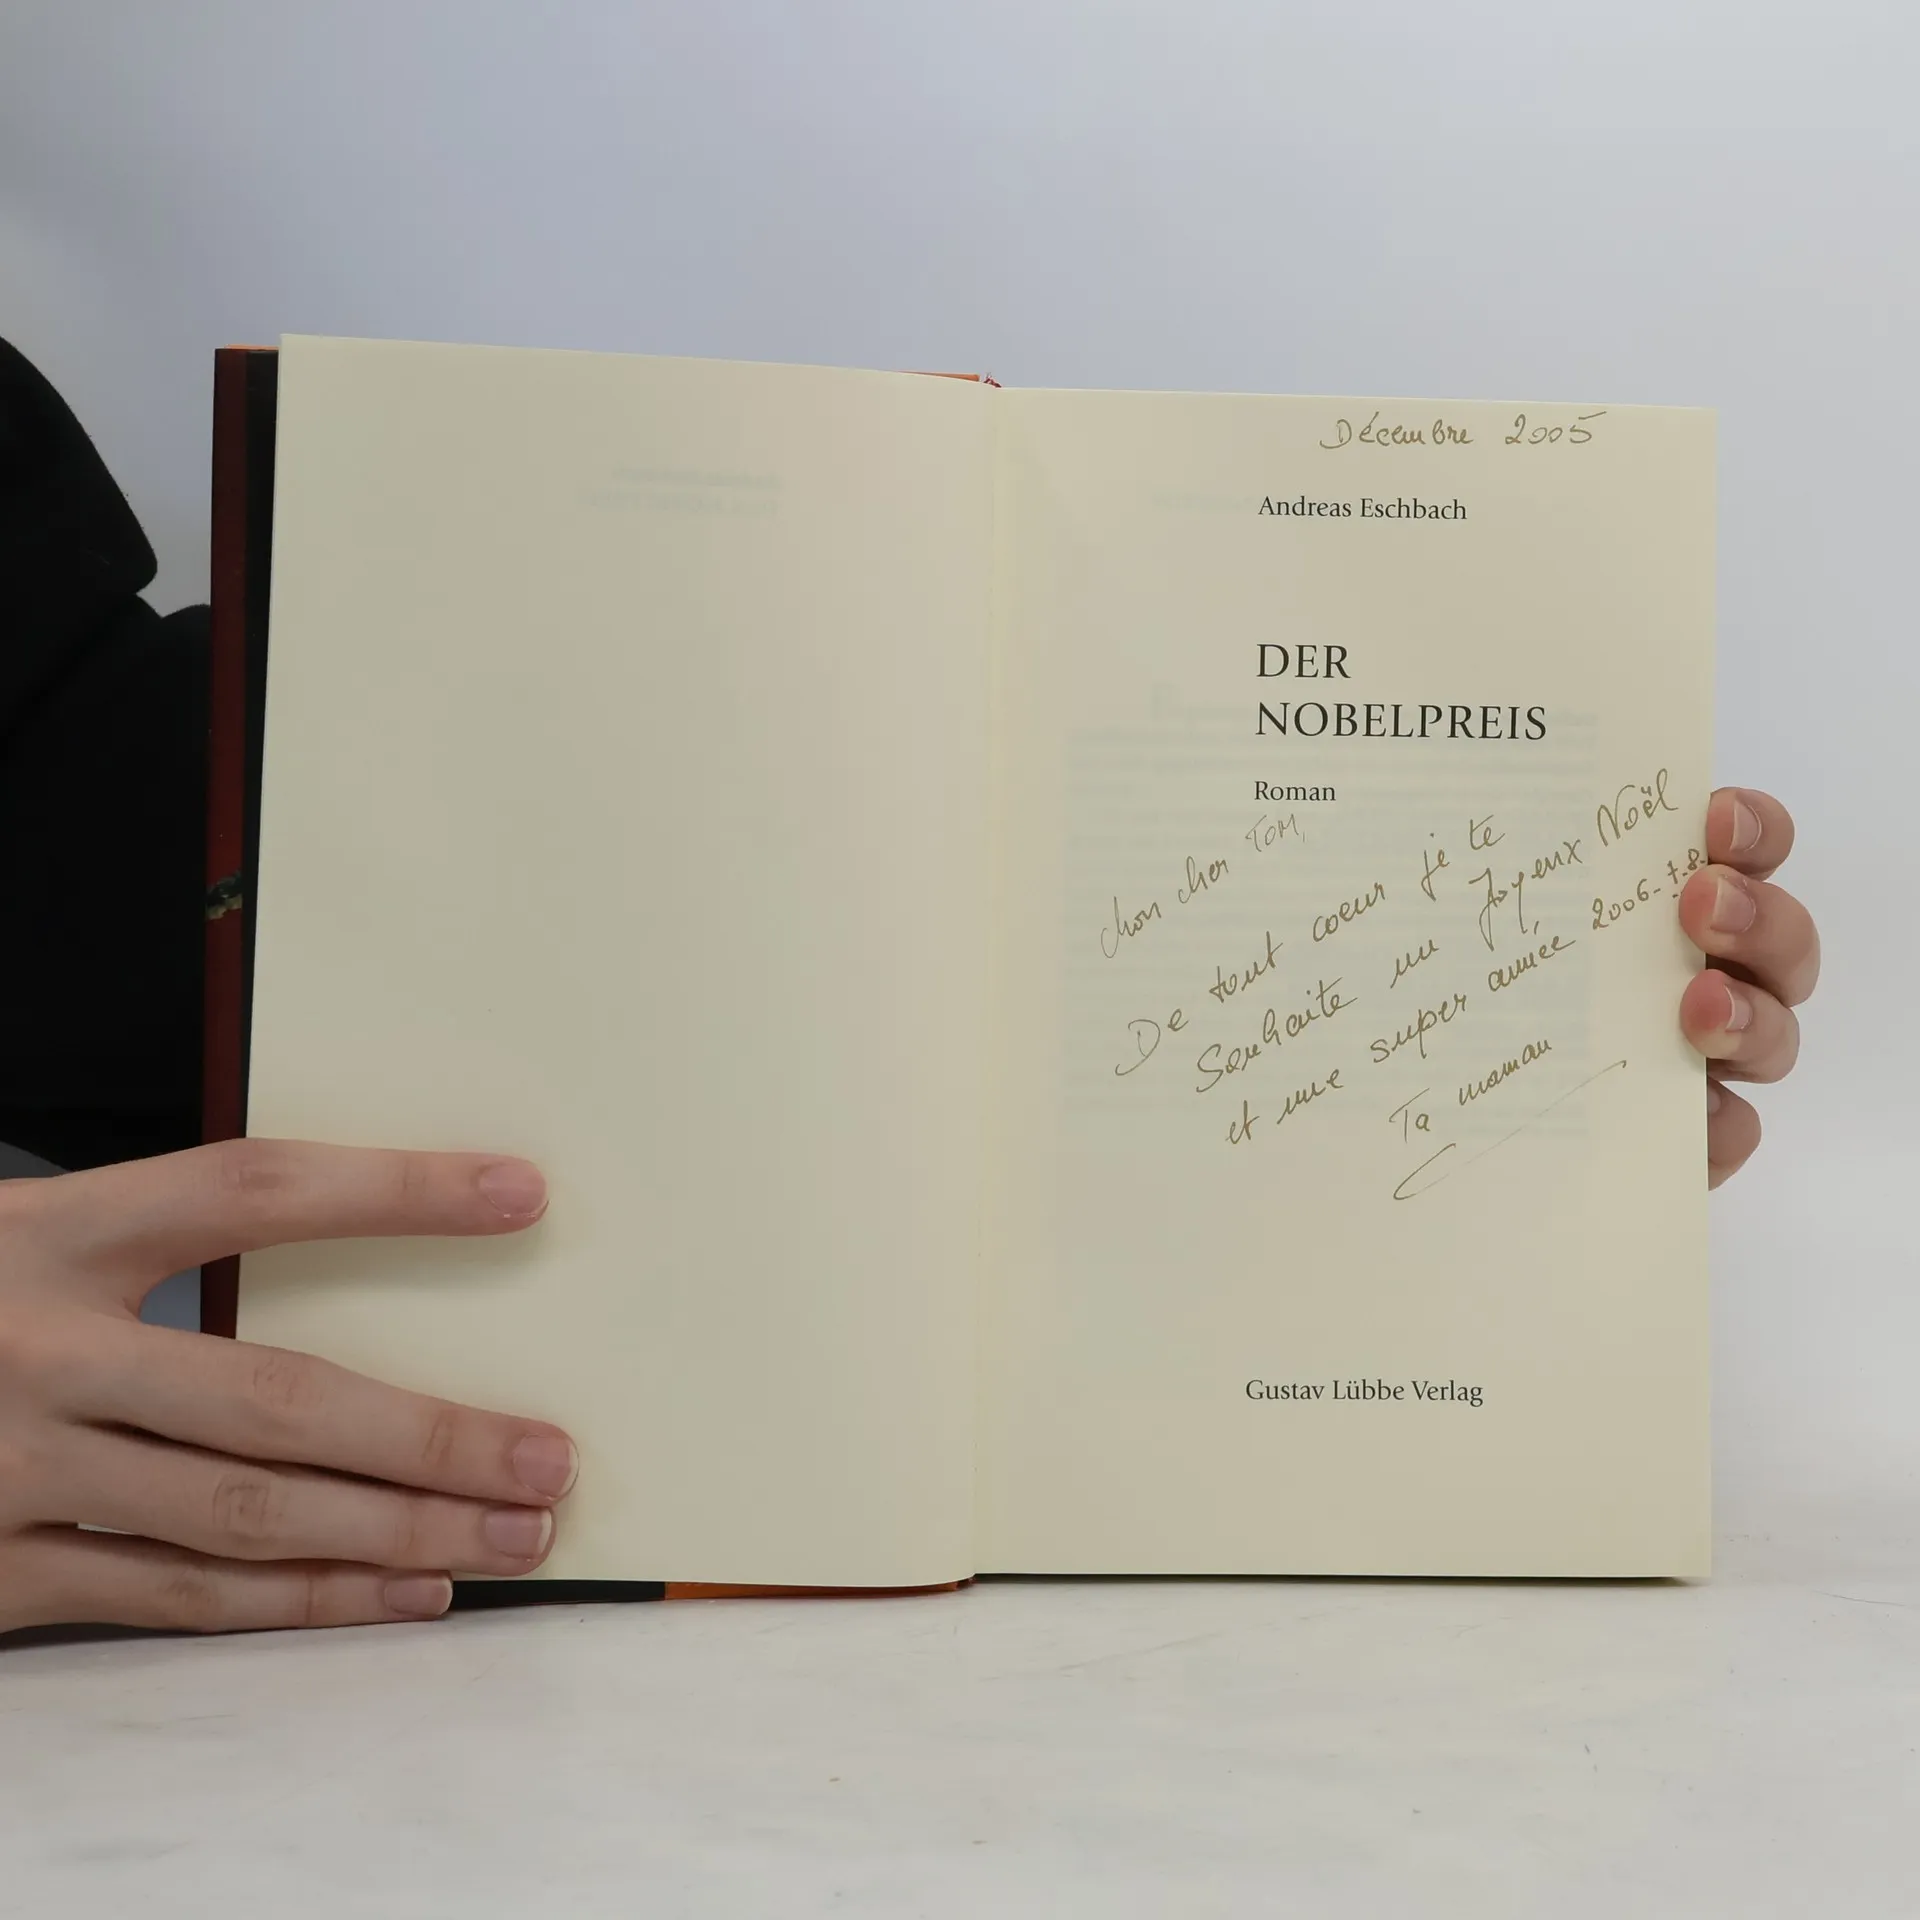 Décembre 2005
Andreas Eschbach
DER
NOBELPREIS
Roman
Mon cher TOM,
De tout coeur je te
Souhaite un Joyeux Noël
et une super année 2006-7-8-
Ta maman
Gustav Lübbe Verlag